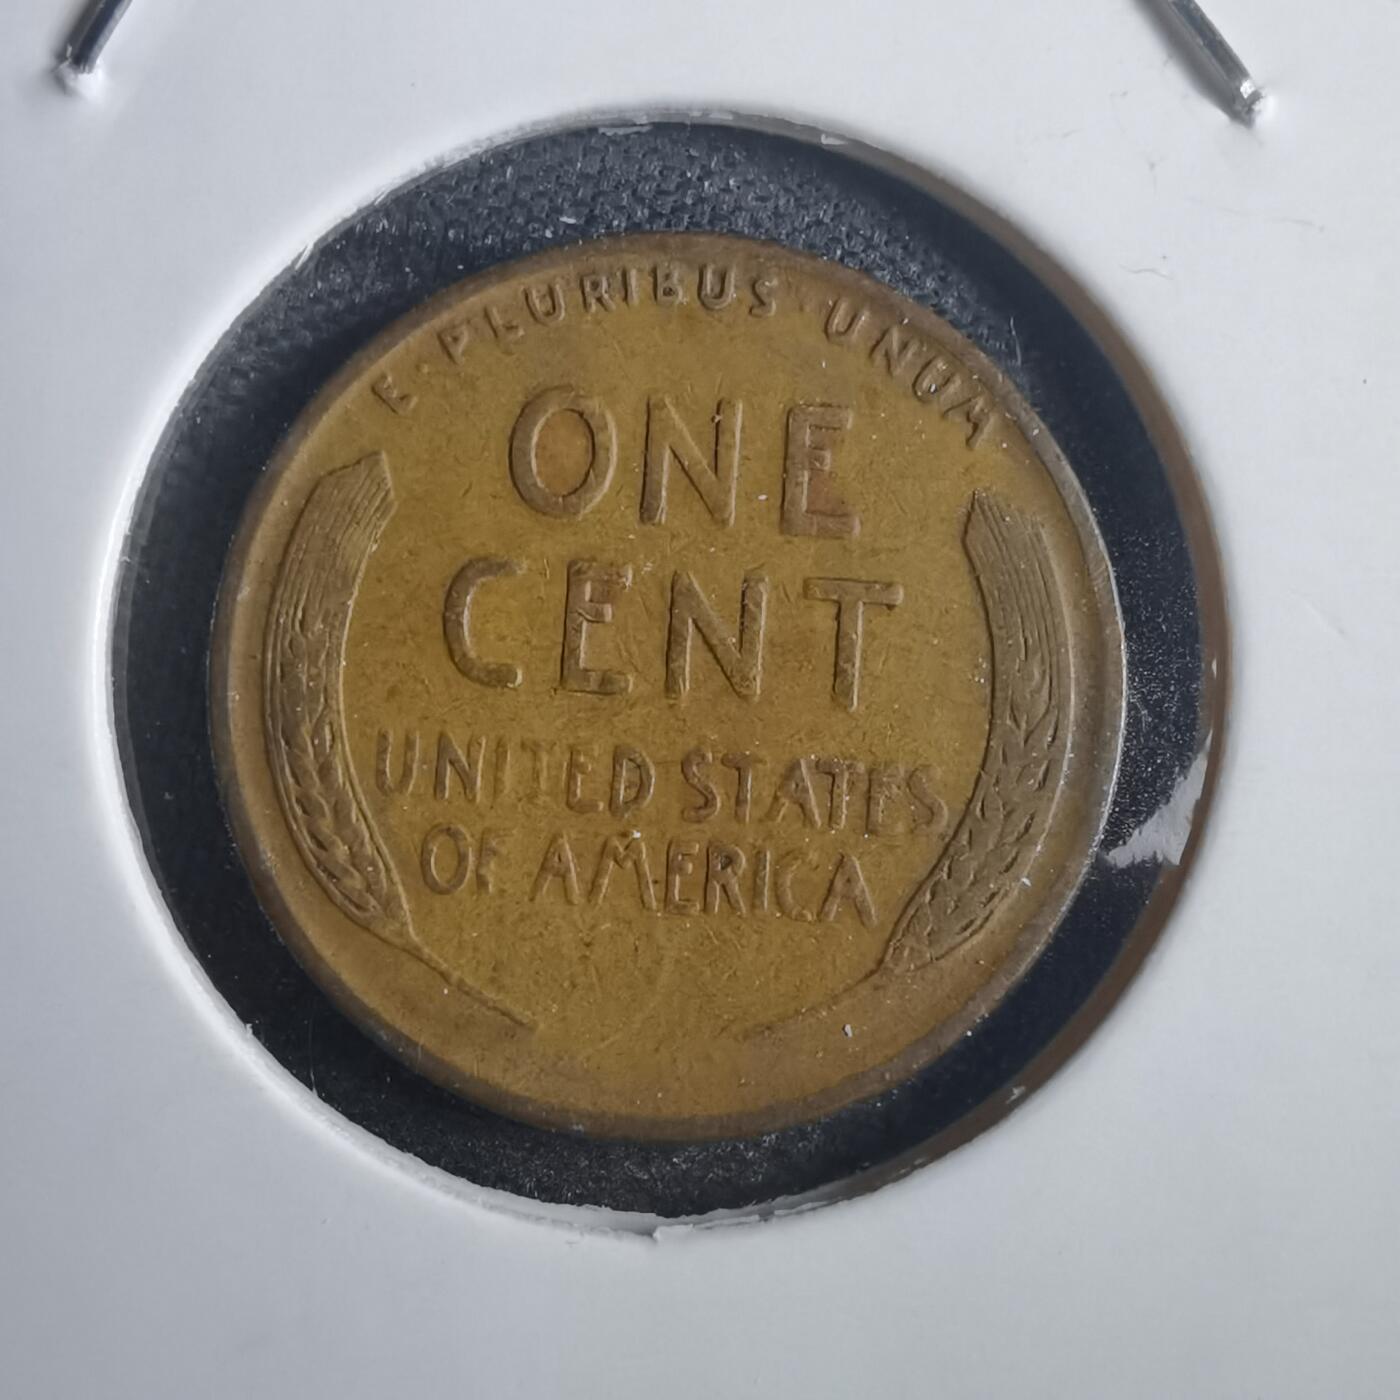 E · PLURIBUS · UNUM
ONE
CENT
UNITED STATES
OF AMERICA